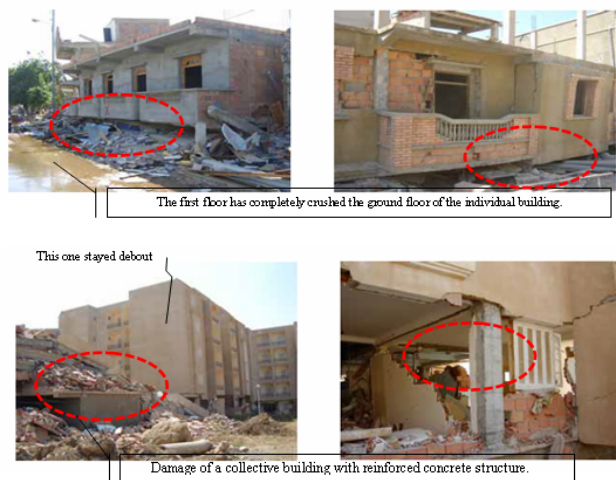 The first floor has completely crushed the ground floor of the individual building.
This one stayed debout
Damage of a collective building with reinforced concrete structure.